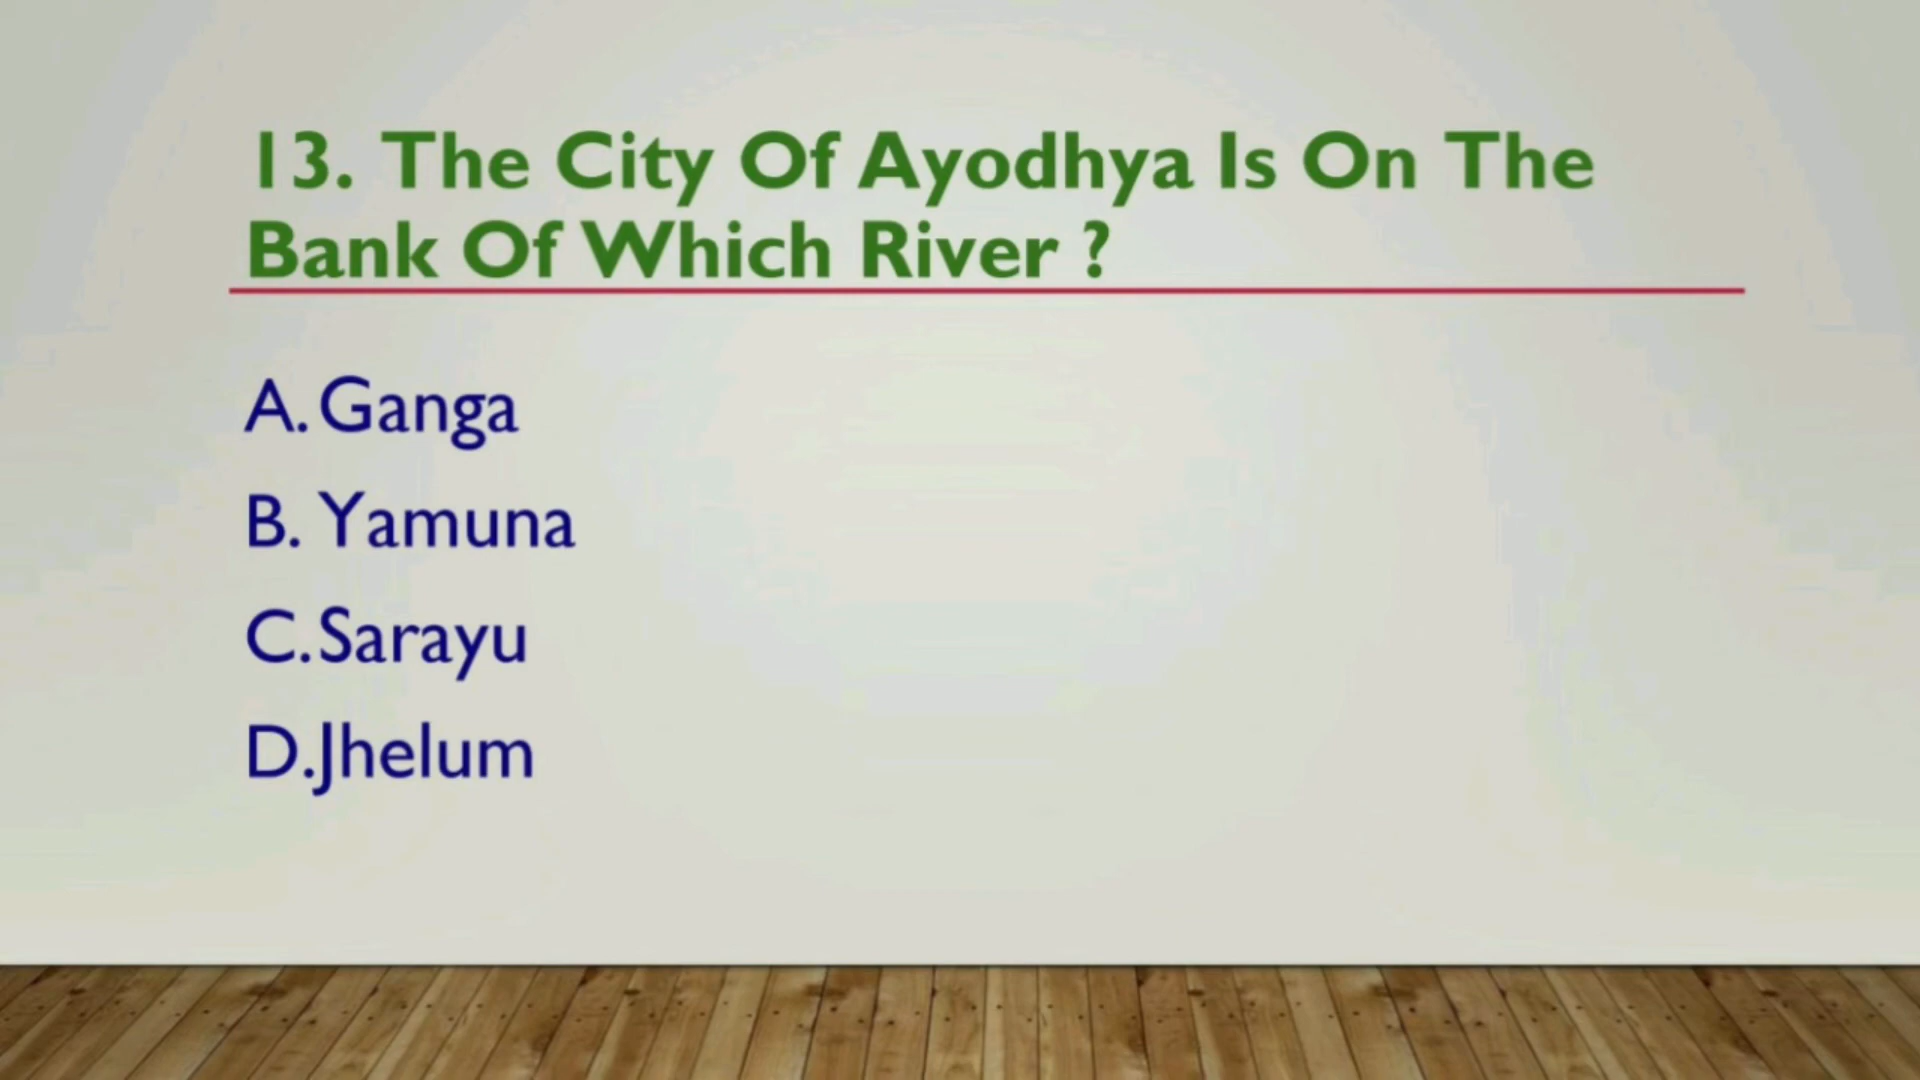 13. The City Of Ayodhya Is On The
Bank Of Which River ?
A. Ganga
B. Yamuna
C. Sarayu
D. Jhelum